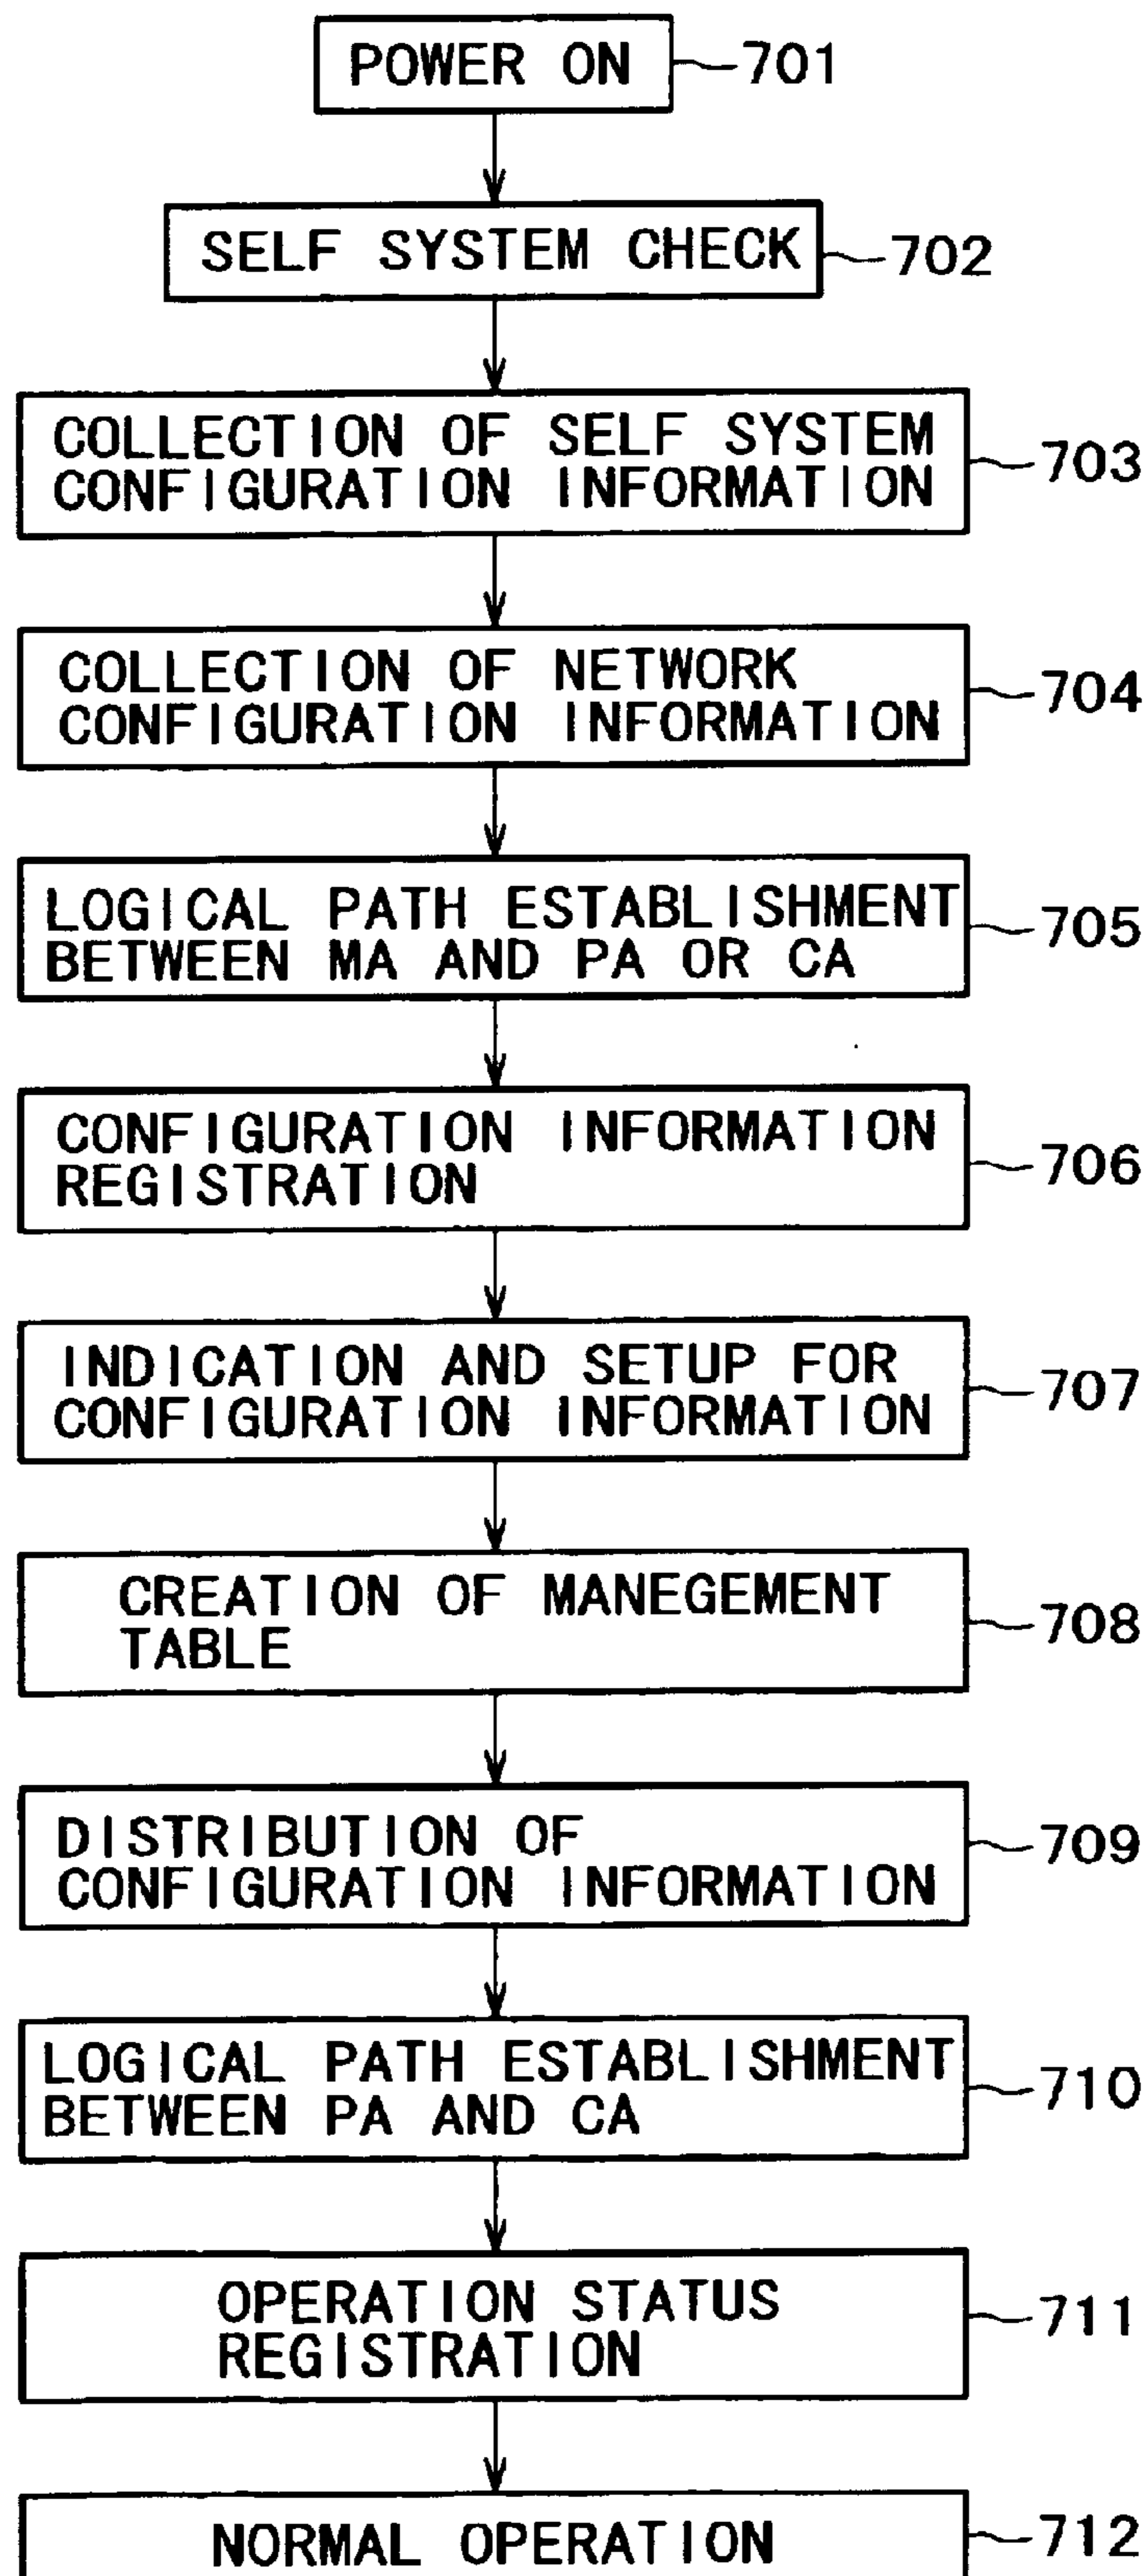 POWER ON
701
SELF SYSTEM CHECK
702
COLLECTION OF SELF SYSTEM
CONFIGURATION INFORMATION
703
COLLECTION OF NETWORK
CONFIGURATION INFORMATION
704
LOGICAL PATH ESTABLISHMENT
BETWEEN MA AND PA OR CA
705
CONFIGURATION INFORMATION
REGISTRATION
706
INDICATION AND SETUP FOR
CONFIGURATION INFORMATION
707
CREATION OF MANEGEMENT
TABLE
708
DISTRIBUTION OF
CONFIGURATION INFORMATION
709
LOGICAL PATH ESTABLISHMENT
BETWEEN PA AND CA
710
OPERATION STATUS
REGISTRATION
711
NORMAL OPERATION
712